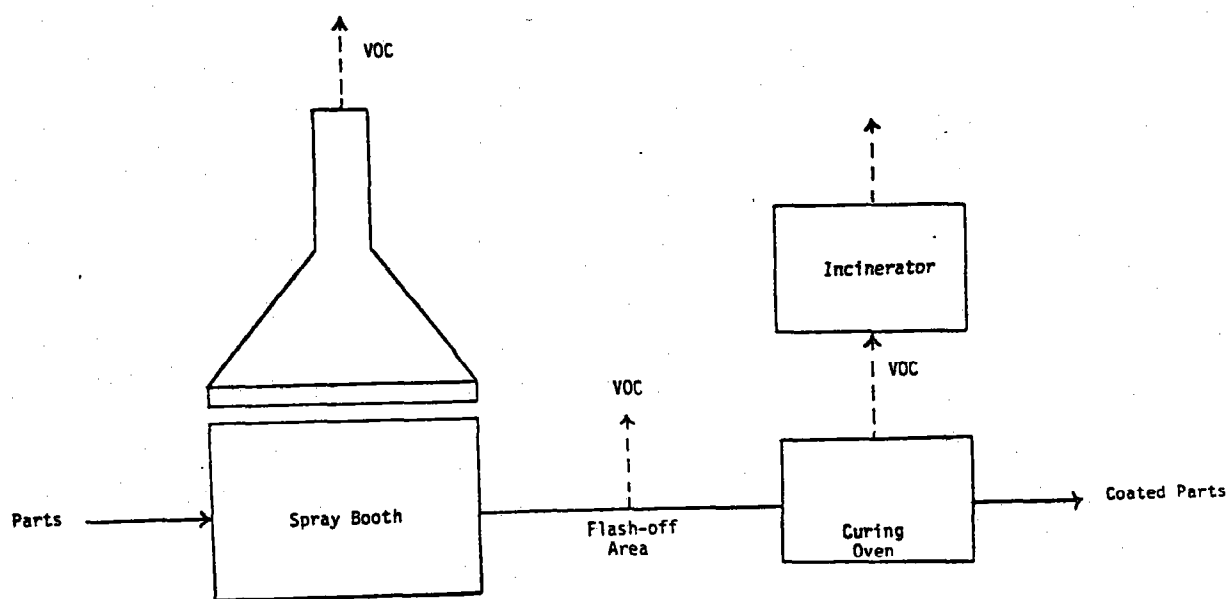 VOC
Incinerator
VOC
VOC
Parts
Spray Booth
Flash-off
Area
Curing
Oven
Coated Parts